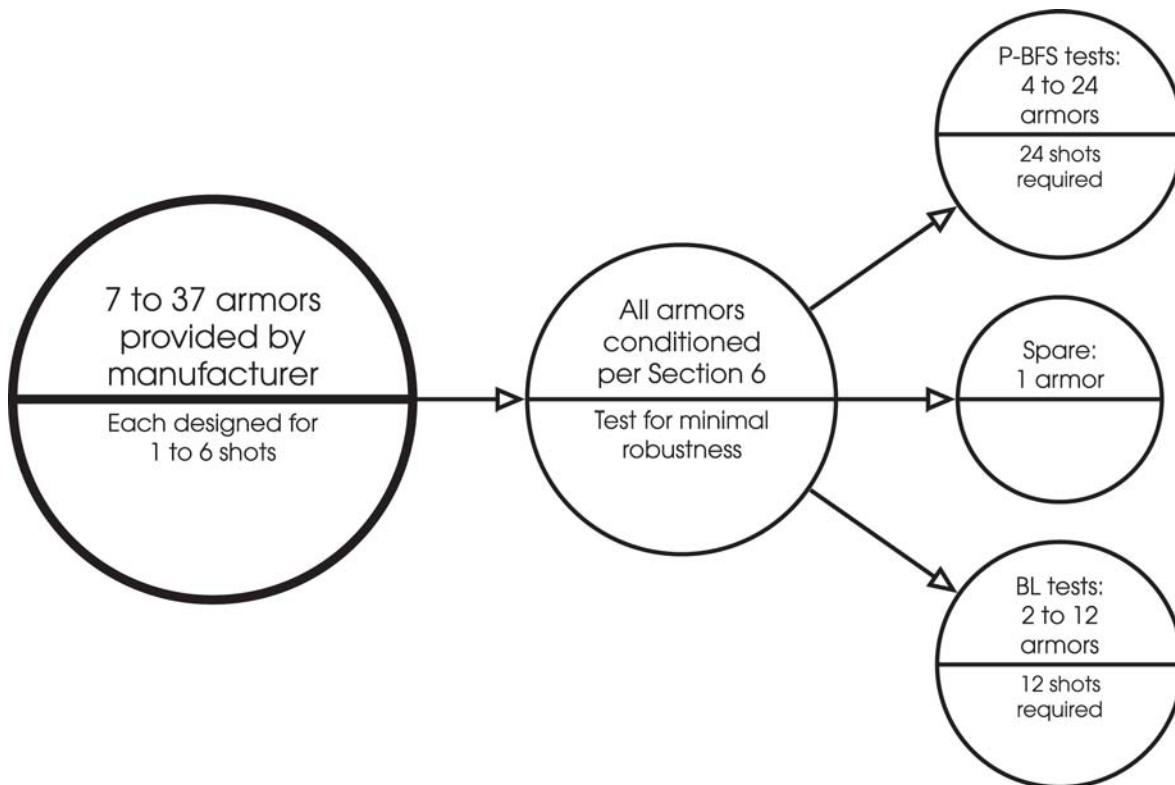 7 to 37 armors
provided by
manufacturer
Each designed for
1 to 6 shots
All armors
conditioned
per Section 6
Test for minimal
robustness
P-BFS tests:
4 to 24
armors
24 shots
required
Spare:
1 armor
BL tests:
2 to 12
armors
12 shots
required